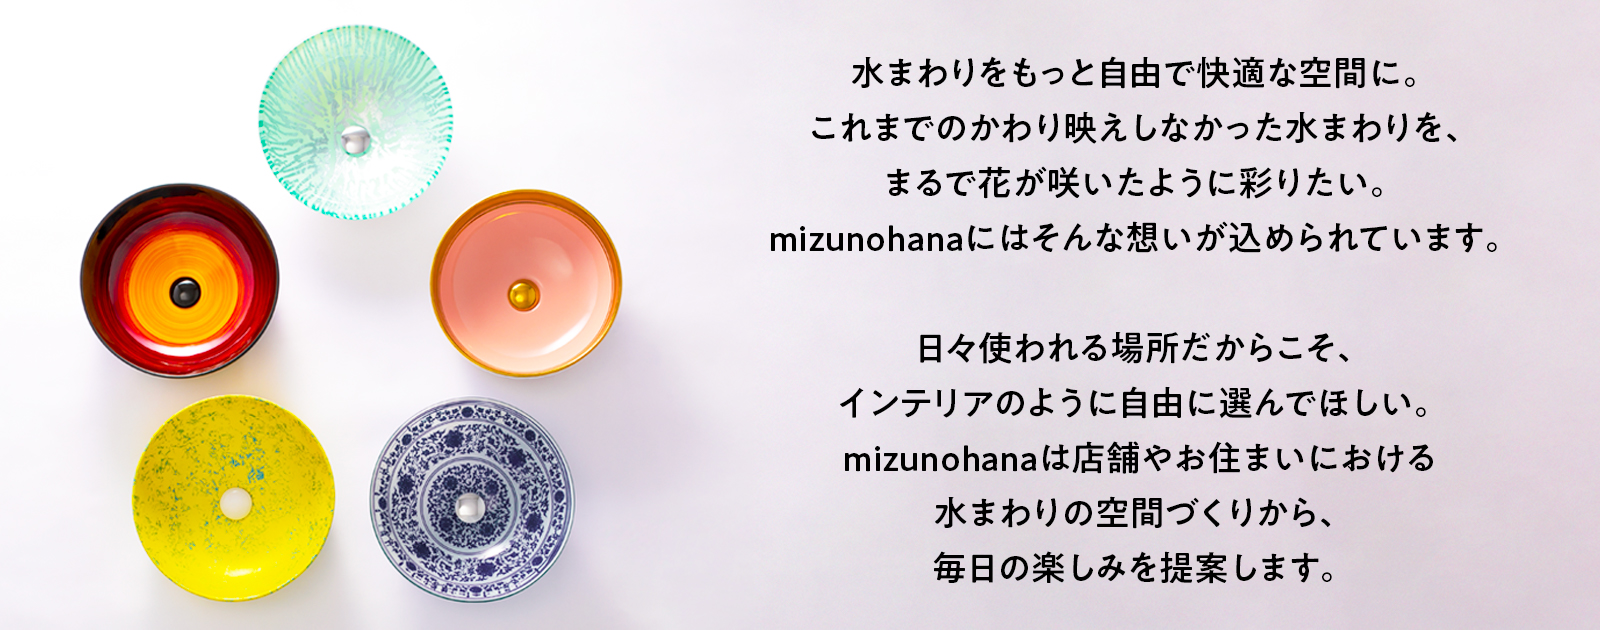 水まわりをもっと自由で快適な空間に。
これまでのかわり映えしなかった水まわりを、
まるで花が咲いたように彩りたい。
mizunohanaにはそんな想いが込められています。
日々使われる場所だからこそ、
インテリアのように自由に選んでほしい。
mizunohanaは店舗やお住まいにおける
水まわりの空間づくりから、
毎日の楽しみを提案します。